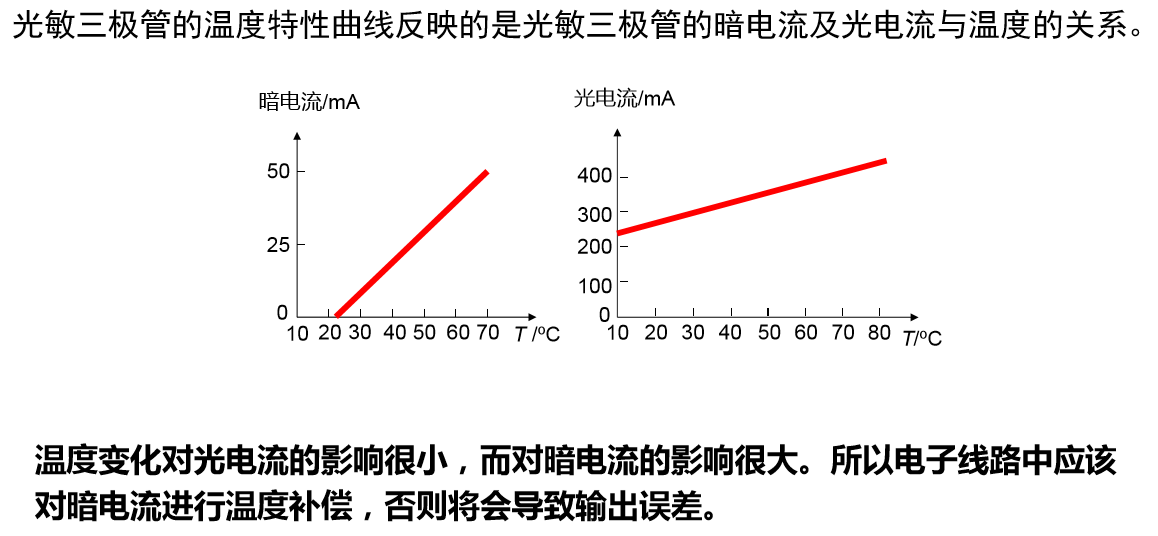 光敏三极管的温度特性曲线反映的是光敏三极管的暗电流及光电流与温度的关系。
暗电流/mA
50
25
0
10 20 30 40 50 60 70 T/ºC
光电流/mA
400
300
200
100
0
10 20 30 40 50 60 70 80 T/ºC
温度变化对光电流的影响很小，而对暗电流的影响很大。所以电子线路中应该
对暗电流进行温度补偿，否则将会导致输出误差。